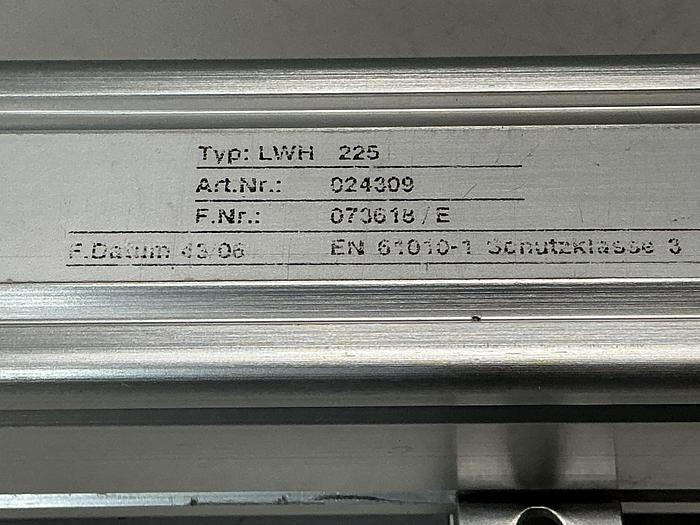 Typ: LWH 225
Art.Nr.: 024309
F.Nr.: 073618 / E
F.Datum 43/06 EN 61010-1 Schutzklasse 3